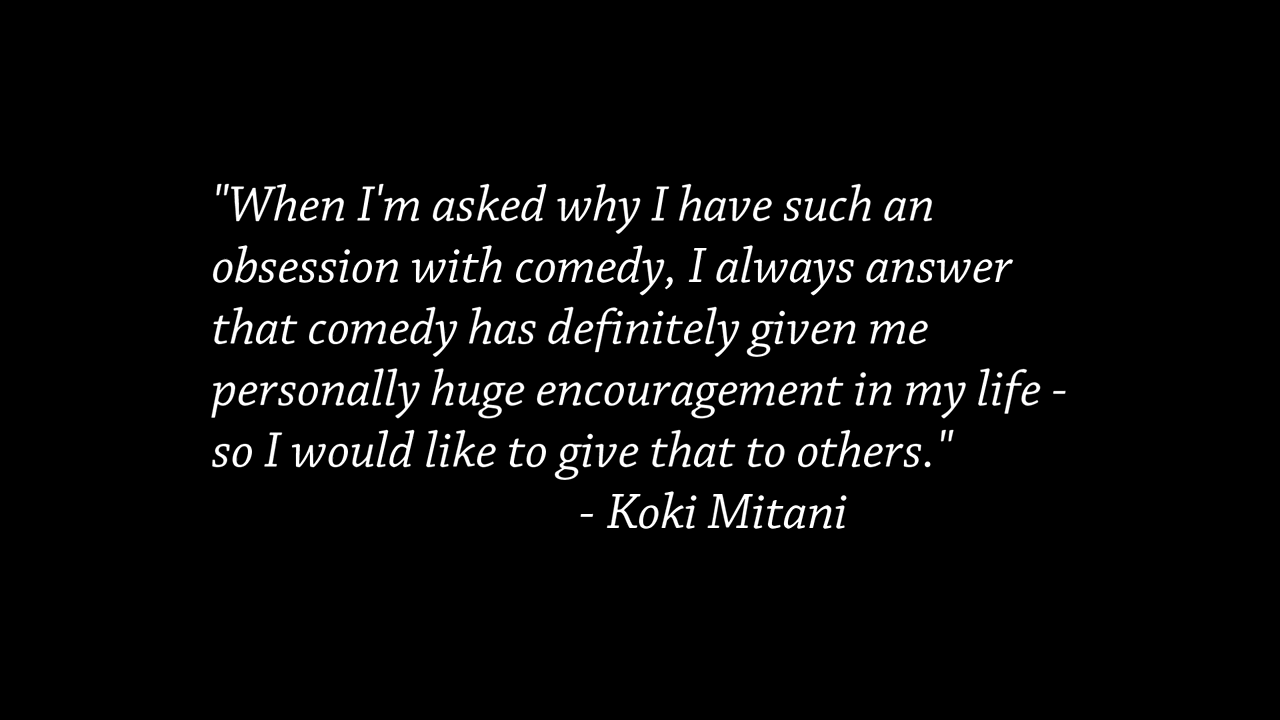 "When I'm asked why I have such an
obsession with comedy, I always answer
that comedy has definitely given me
personally huge encouragement in my life -
so I would like to give that to others."
- Koki Mitani